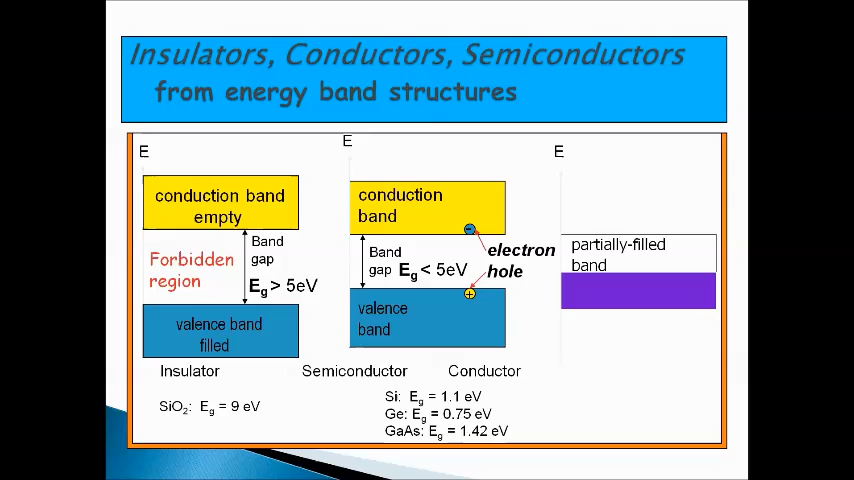 Insulators, Conductors, Semiconductors
from energy band structures
E
conduction band
empty
Forbidden
region
Band
gap
Eg > 5eV
valence band
filled
E
conduction
band
-
Band
gap
Eg < 5eV
electron
hole
+
valence
band
E
partially-filled
band
Insulator
Semiconductor
Conductor
SiO₂: Eg = 9 eV
Si: Eg = 1.1 eV
Ge: Eg = 0.75 eV
GaAs: Eg = 1.42 eV